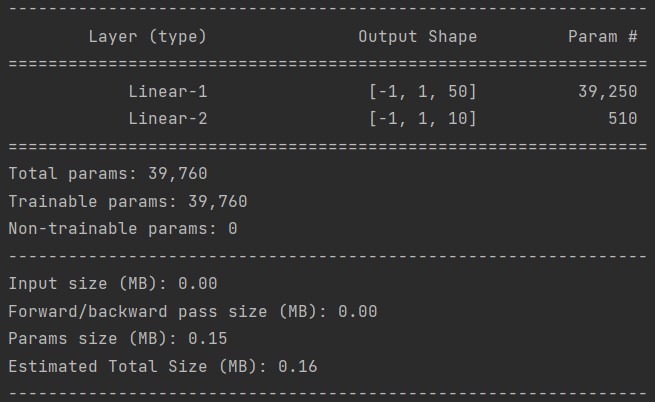 ----------------------------------------------------------------
        Layer (type)               Output Shape         Param #
================================================================
            Linear-1                [-1, 1, 50]          39,250
            Linear-2                [-1, 1, 10]             510
================================================================
Total params: 39,760
Trainable params: 39,760
Non-trainable params: 0
----------------------------------------------------------------
Input size (MB): 0.00
Forward/backward pass size (MB): 0.00
Params size (MB): 0.15
Estimated Total Size (MB): 0.16
----------------------------------------------------------------